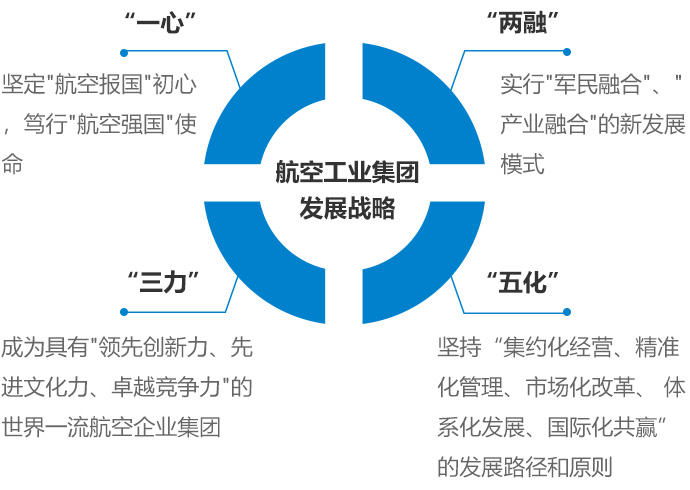 “一心”
坚定"航空报国"初心
，笃行"航空强国"使
命
“两融”
实行"军民融合"、"
产业融合"的新发展
模式
航空工业集团
发展战略
“三力”
成为具有"领先创新力、先
进文化力、卓越竞争力"的
世界一流航空企业集团
“五化”
坚持“集约化经营、精准
化管理、市场化改革、 体
系化发展、国际化共赢”
的发展路径和原则